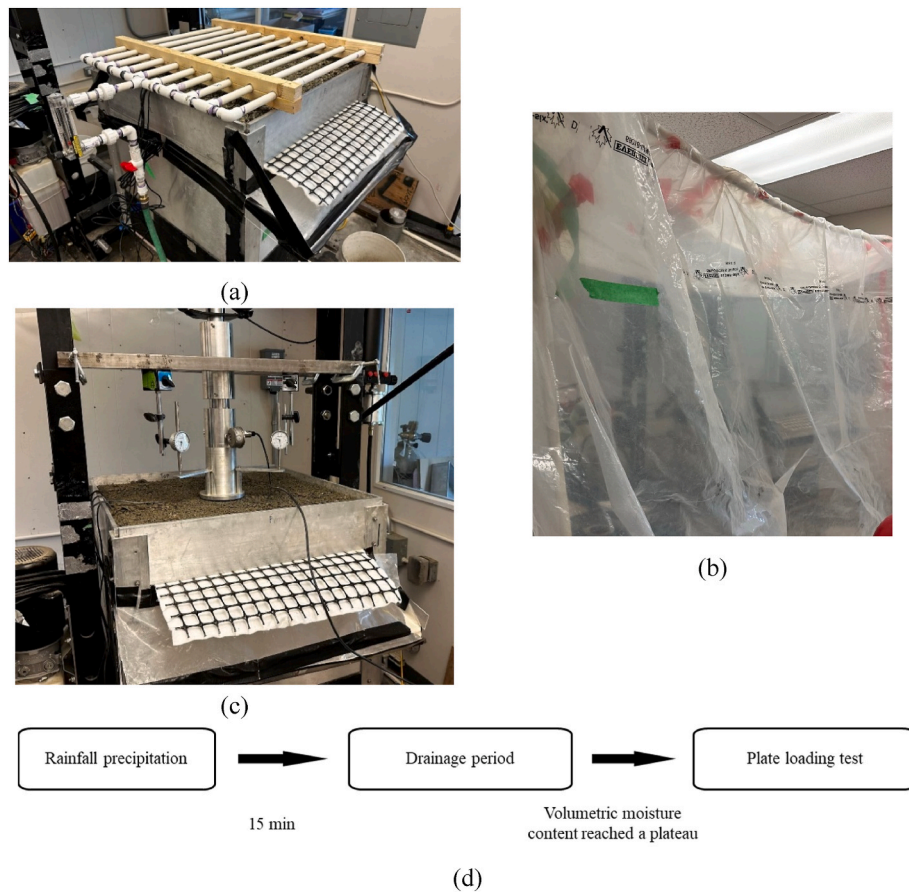 (a)
(b)
(c)
Rainfall precipitation
Drainage period
Plate loading test
15 min
Volumetric moisture
content reached a plateau
(d)